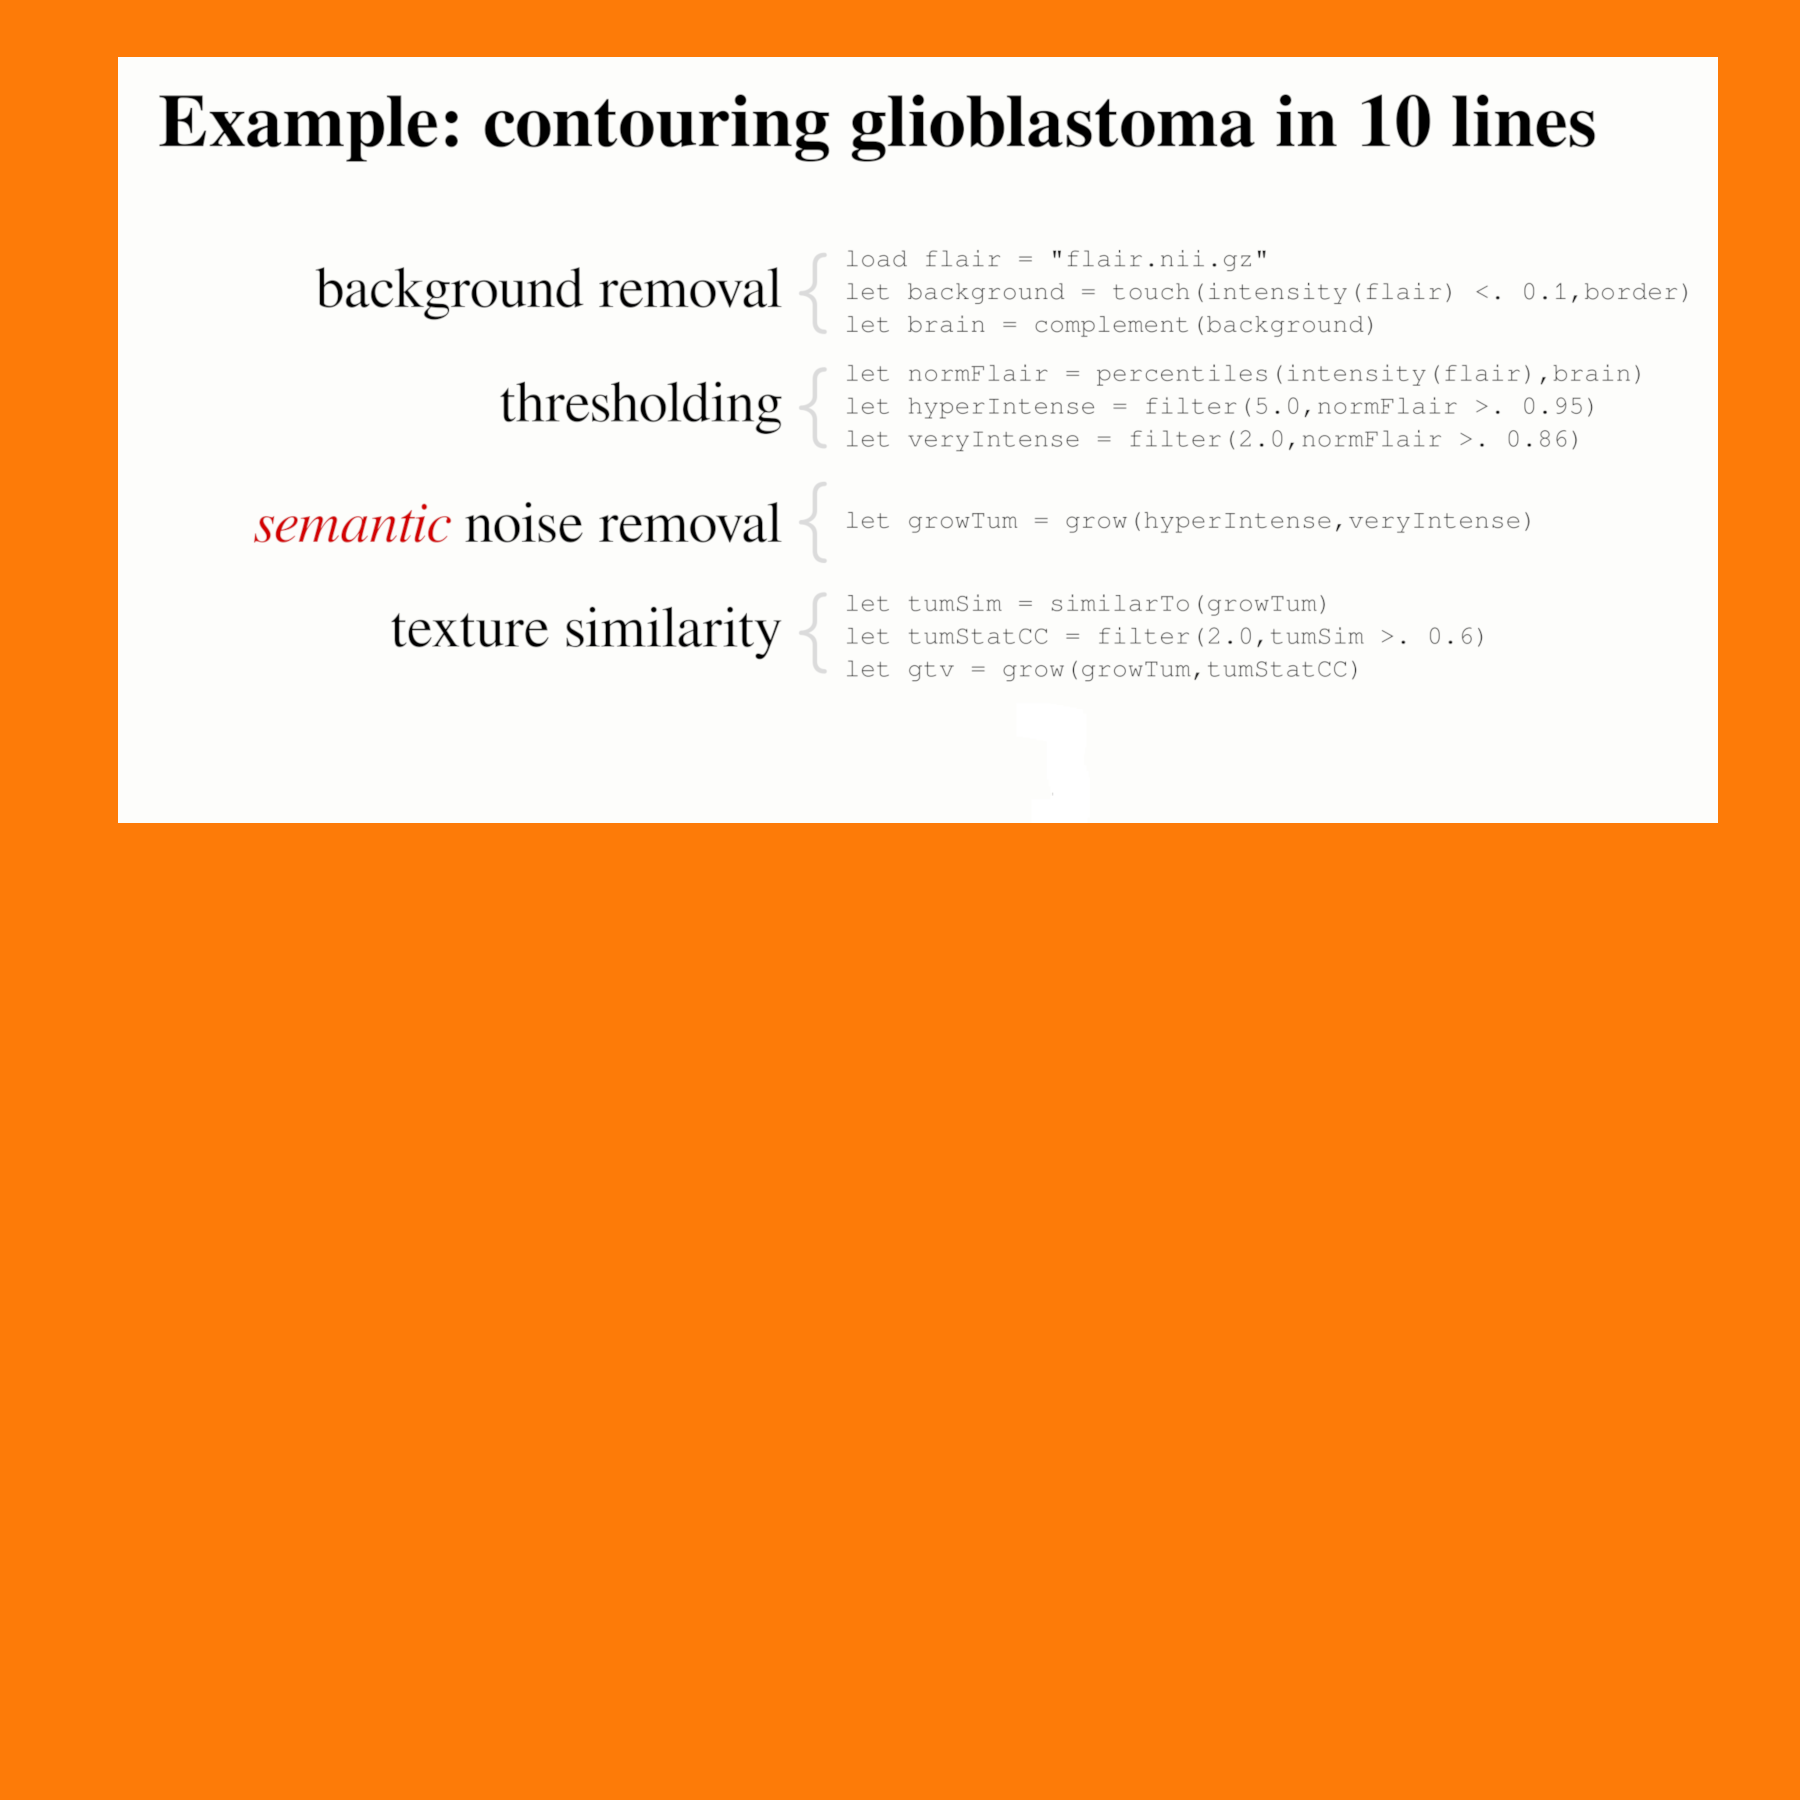 Example: contouring glioblastoma in 10 lines
background removal
load flair = "flair.nii.gz"
let background = touch(intensity(flair) <. 0.1,border)
let brain = complement(background)
thresholding
let normFlair = percentiles(intensity(flair),brain)
let hyperIntense = filter(5.0,normFlair >. 0.95)
let veryIntense = filter(2.0,normFlair >. 0.86)
semantic noise removal
let growTum = grow(hyperIntense,veryIntense)
texture similarity
let tumSim = similarTo(growTum)
let tumStatCC = filter(2.0,tumSim >. 0.6)
let gtv = grow(growTum,tumStatCC)